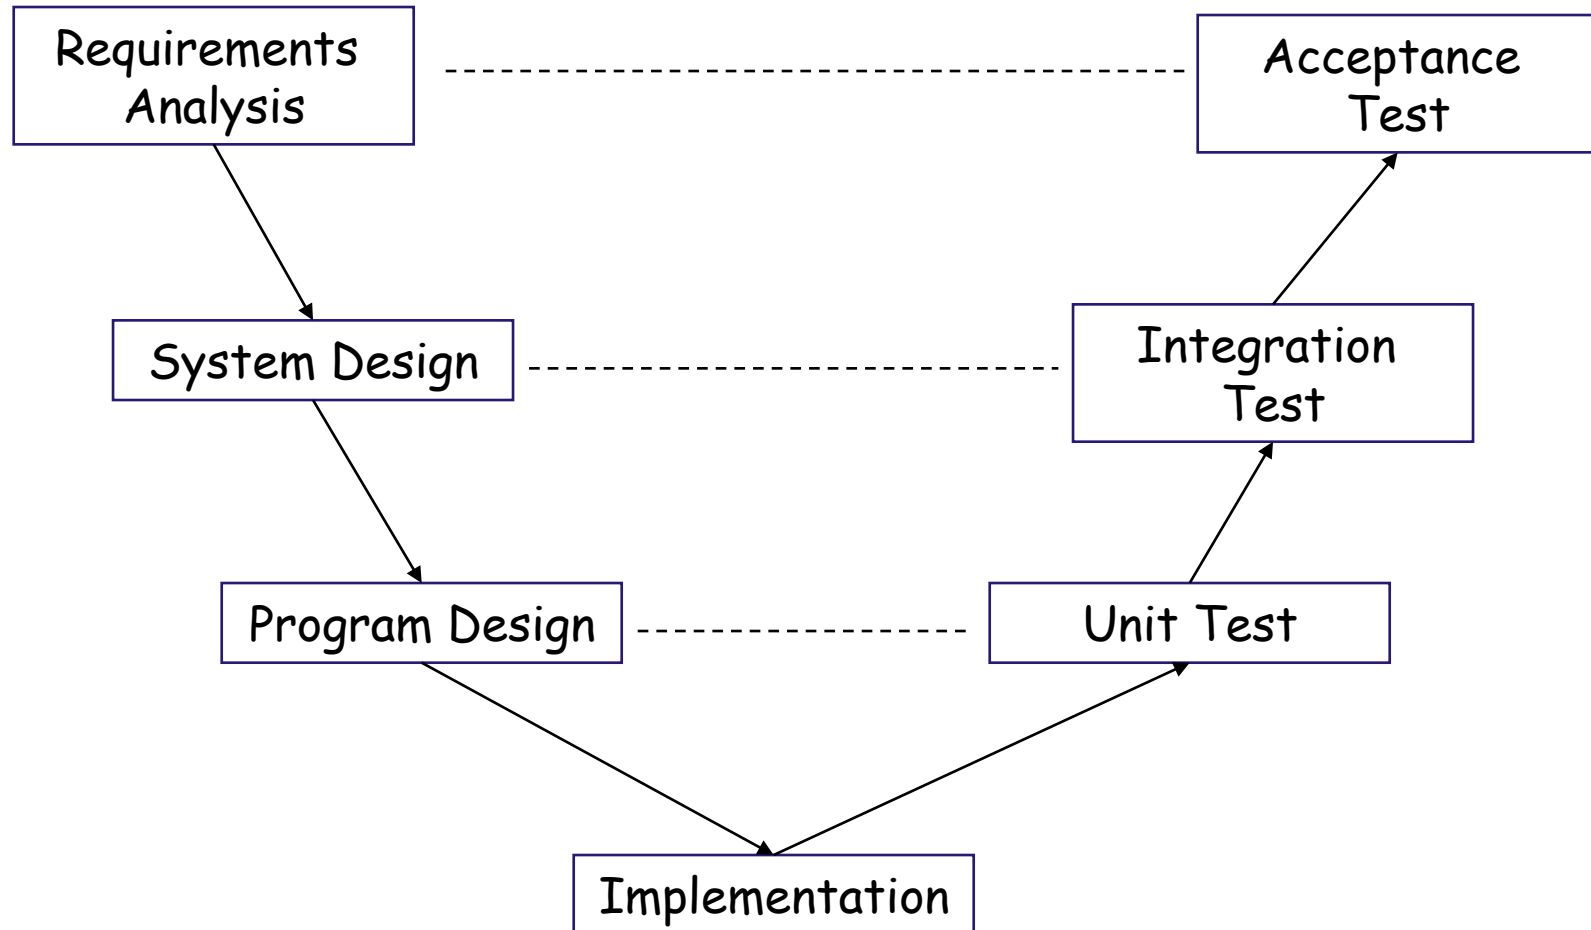 Requirements
Analysis
Acceptance
Test
System Design
Integration
Test
Program Design
Unit Test
Implementation